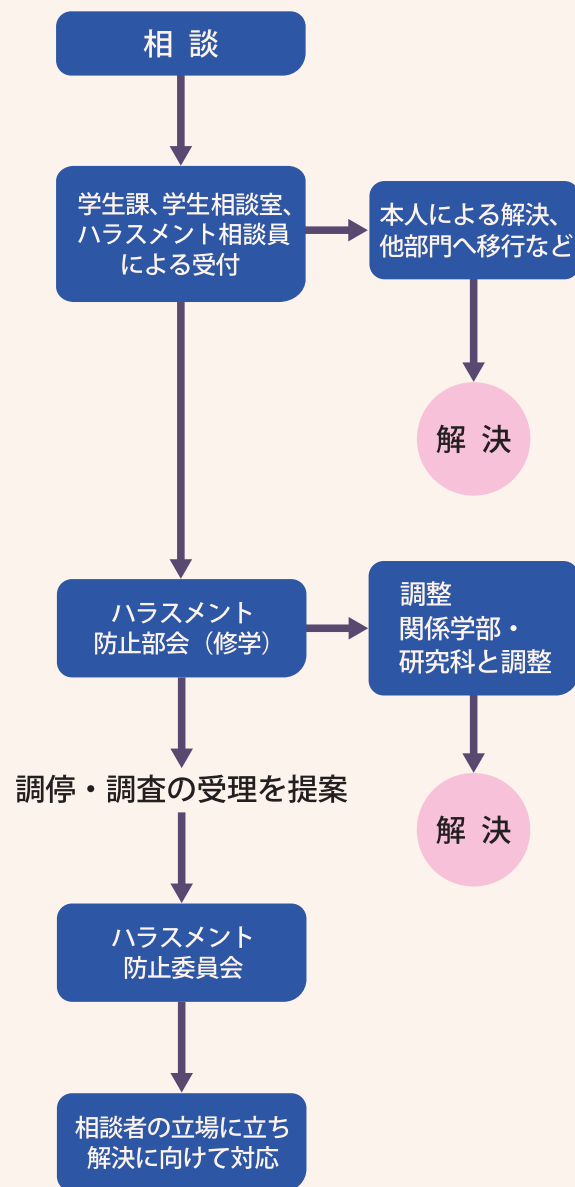 相 談
学生課、学生相談室、
ハラスメント相談員
による受付
本人による解決、
他部門へ移行など
解 決
ハラスメント
防止部会（修学）
調整
関係学部・
研究科と調整
調停・調査の受理を提案
解 決
ハラスメント
防止委員会
相談者の立場に立ち
解決に向けて対応